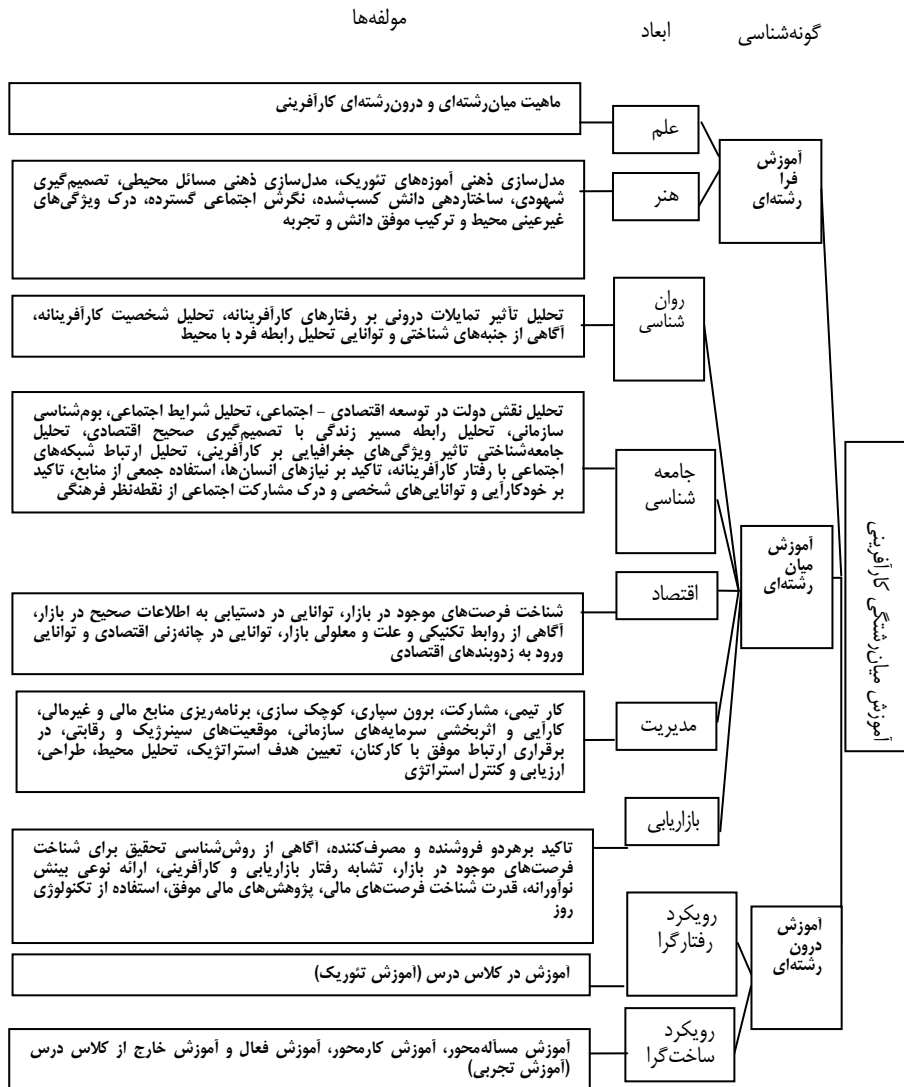 گونه‌شناسی
ابعاد
مولفه‌ها
آموزش میان‌رشتگی کارآفرینی
آموزش
فرا
رشته‌ای
علم
ماهیت میان‌رشته‌ای و درون‌رشته‌ای کارآفرینی
هنر
مدل‌سازی ذهنی آموزه‌های تئوریک، مدل‌سازی ذهنی مسائل محیطی، تصمیم‌گیری
شهودی، ساختاردهی دانش کسب‌شده، نگرش اجتماعی گسترده، درک ویژگی‌های
غیرعینی محیط و ترکیب موفق دانش و تجربه
آموزش
میان
رشته‌ای
روان
شناسی
تحلیل تأثیر تمایلات درونی بر رفتارهای کارآفرینانه، تحلیل شخصیت کارآفرینانه،
آگاهی از جنبه‌های شناختی و توانایی تحلیل رابطه فرد با محیط
جامعه
شناسی
تحلیل نقش دولت در توسعه اقتصادی – اجتماعی، تحلیل شرایط اجتماعی، بوم‌شناسی
سازمانی، تحلیل رابطه مسیر زندگی با تصمیم‌گیری صحیح اقتصادی، تحلیل
جامعه‌شناختی تاثیر ویژگی‌های جغرافیایی بر کارآفرینی، تحلیل ارتباط شبکه‌های
اجتماعی با رفتار کارآفرینانه، تاکید بر نیازهای انسان‌ها، استفاده جمعی از منابع، تاکید
بر خودکارآیی و توانایی‌های شخصی و درک مشارکت اجتماعی از نقطه‌نظر فرهنگی
اقتصاد
شناخت فرصت‌های موجود در بازار، توانایی در دستیابی به اطلاعات صحیح در بازار،
آگاهی از روابط تکنیکی و علت و معلولی بازار، توانایی در چانه‌زنی اقتصادی و توانایی
ورود به زدوبندهای اقتصادی
مدیریت
کار تیمی، مشارکت، برون سپاری، کوچک سازی، برنامه‌ریزی منابع مالی و غیرمالی،
کارآیی و اثربخشی سرمایه‌های سازمانی، موقعیت‌های سینرژیک و رقابتی، در
برقراری ارتباط موفق با کارکنان، تعیین هدف استراتژیک، تحلیل محیط، طراحی،
ارزیابی و کنترل استراتژی
بازاریابی
تاکید برهردو فروشنده و مصرف‌کننده، آگاهی از روش‌شناسی تحقیق برای شناخت
فرصت‌های موجود در بازار، تشابه رفتار بازاریابی و کارآفرینی، ارائه نوعی بینش
نوآورانه، قدرت شناخت فرصت‌های مالی، پژوهش‌های مالی موفق، استفاده از تکنولوژی
روز
آموزش
درون
رشته‌ای
رویکرد
رفتارگرا
آموزش در کلاس درس (آموزش تئوریک)
رویکرد
ساخت‌گرا
آموزش مسأله‌محور، آموزش کارمحور، آموزش فعال و آموزش خارج از کلاس درس
(آموزش تجربی)